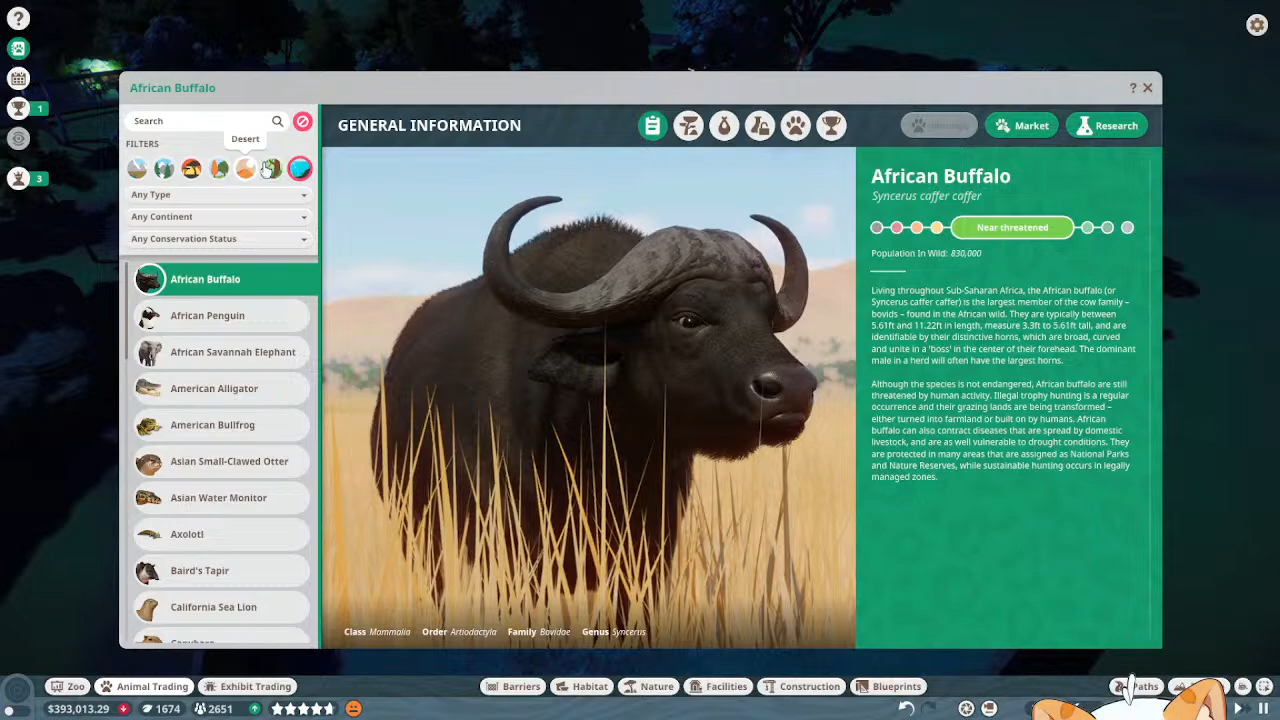 African Buffalo
?
1
3
Search
Desert
FILTERS
Any Type
Any Continent
Any Conservation Status
African Buffalo
African Penguin
African Savannah Elephant
American Alligator
American Bullfrog
Asian Small-Clawed Otter
Asian Water Monitor
Axolotl
Baird's Tapir
California Sea Lion
GENERAL INFORMATION
Market
Research
Class Mammalia Order Artiodactyla Family Bovidae Genus Syncerus
African Buffalo
Syncerus caffer caffer
Near threatened
Population In Wild: 830,000
Living throughout Sub-Saharan Africa, the African buffalo (or
Syncerus caffer caffer) is the largest member of the cow family –
bovids – found in the African wild. They are typically between
5.61ft and 11.22ft in length, measure 3.3ft to 5.61ft tall, and are
identifiable by their distinctive horns, which are broad, curved
and unite in a 'boss' in the center of their forehead. The dominant
male in a herd will often have the largest horns.
Although the species is not endangered, African buffalo are still
threatened by human activity. Illegal trophy hunting is a regular
occurrence and their grazing lands are being transformed –
either turned into farmland or built on by humans. African
buffalo can also contract diseases that are spread by domestic
livestock, and are as well vulnerable to drought conditions. They
are protected in many areas that are assigned as National Parks
and Nature Reserves, while sustainable hunting occurs in legally
managed zones.
Zoo
Animal Trading
Exhibit Trading
Barriers
Habitat
Nature
Facilities
Construction
Blueprints
Paths
$393,013.29
1674
2651